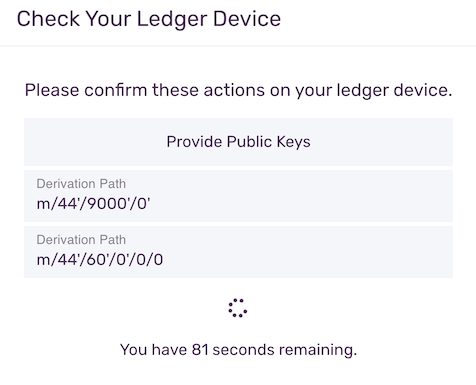 Check Your Ledger Device
Please confirm these actions on your ledger device.
Provide Public Keys
Derivation Path
m/44'/9000'/0'
Derivation Path
m/44'/60'/0'/0/0
You have 81 seconds remaining.